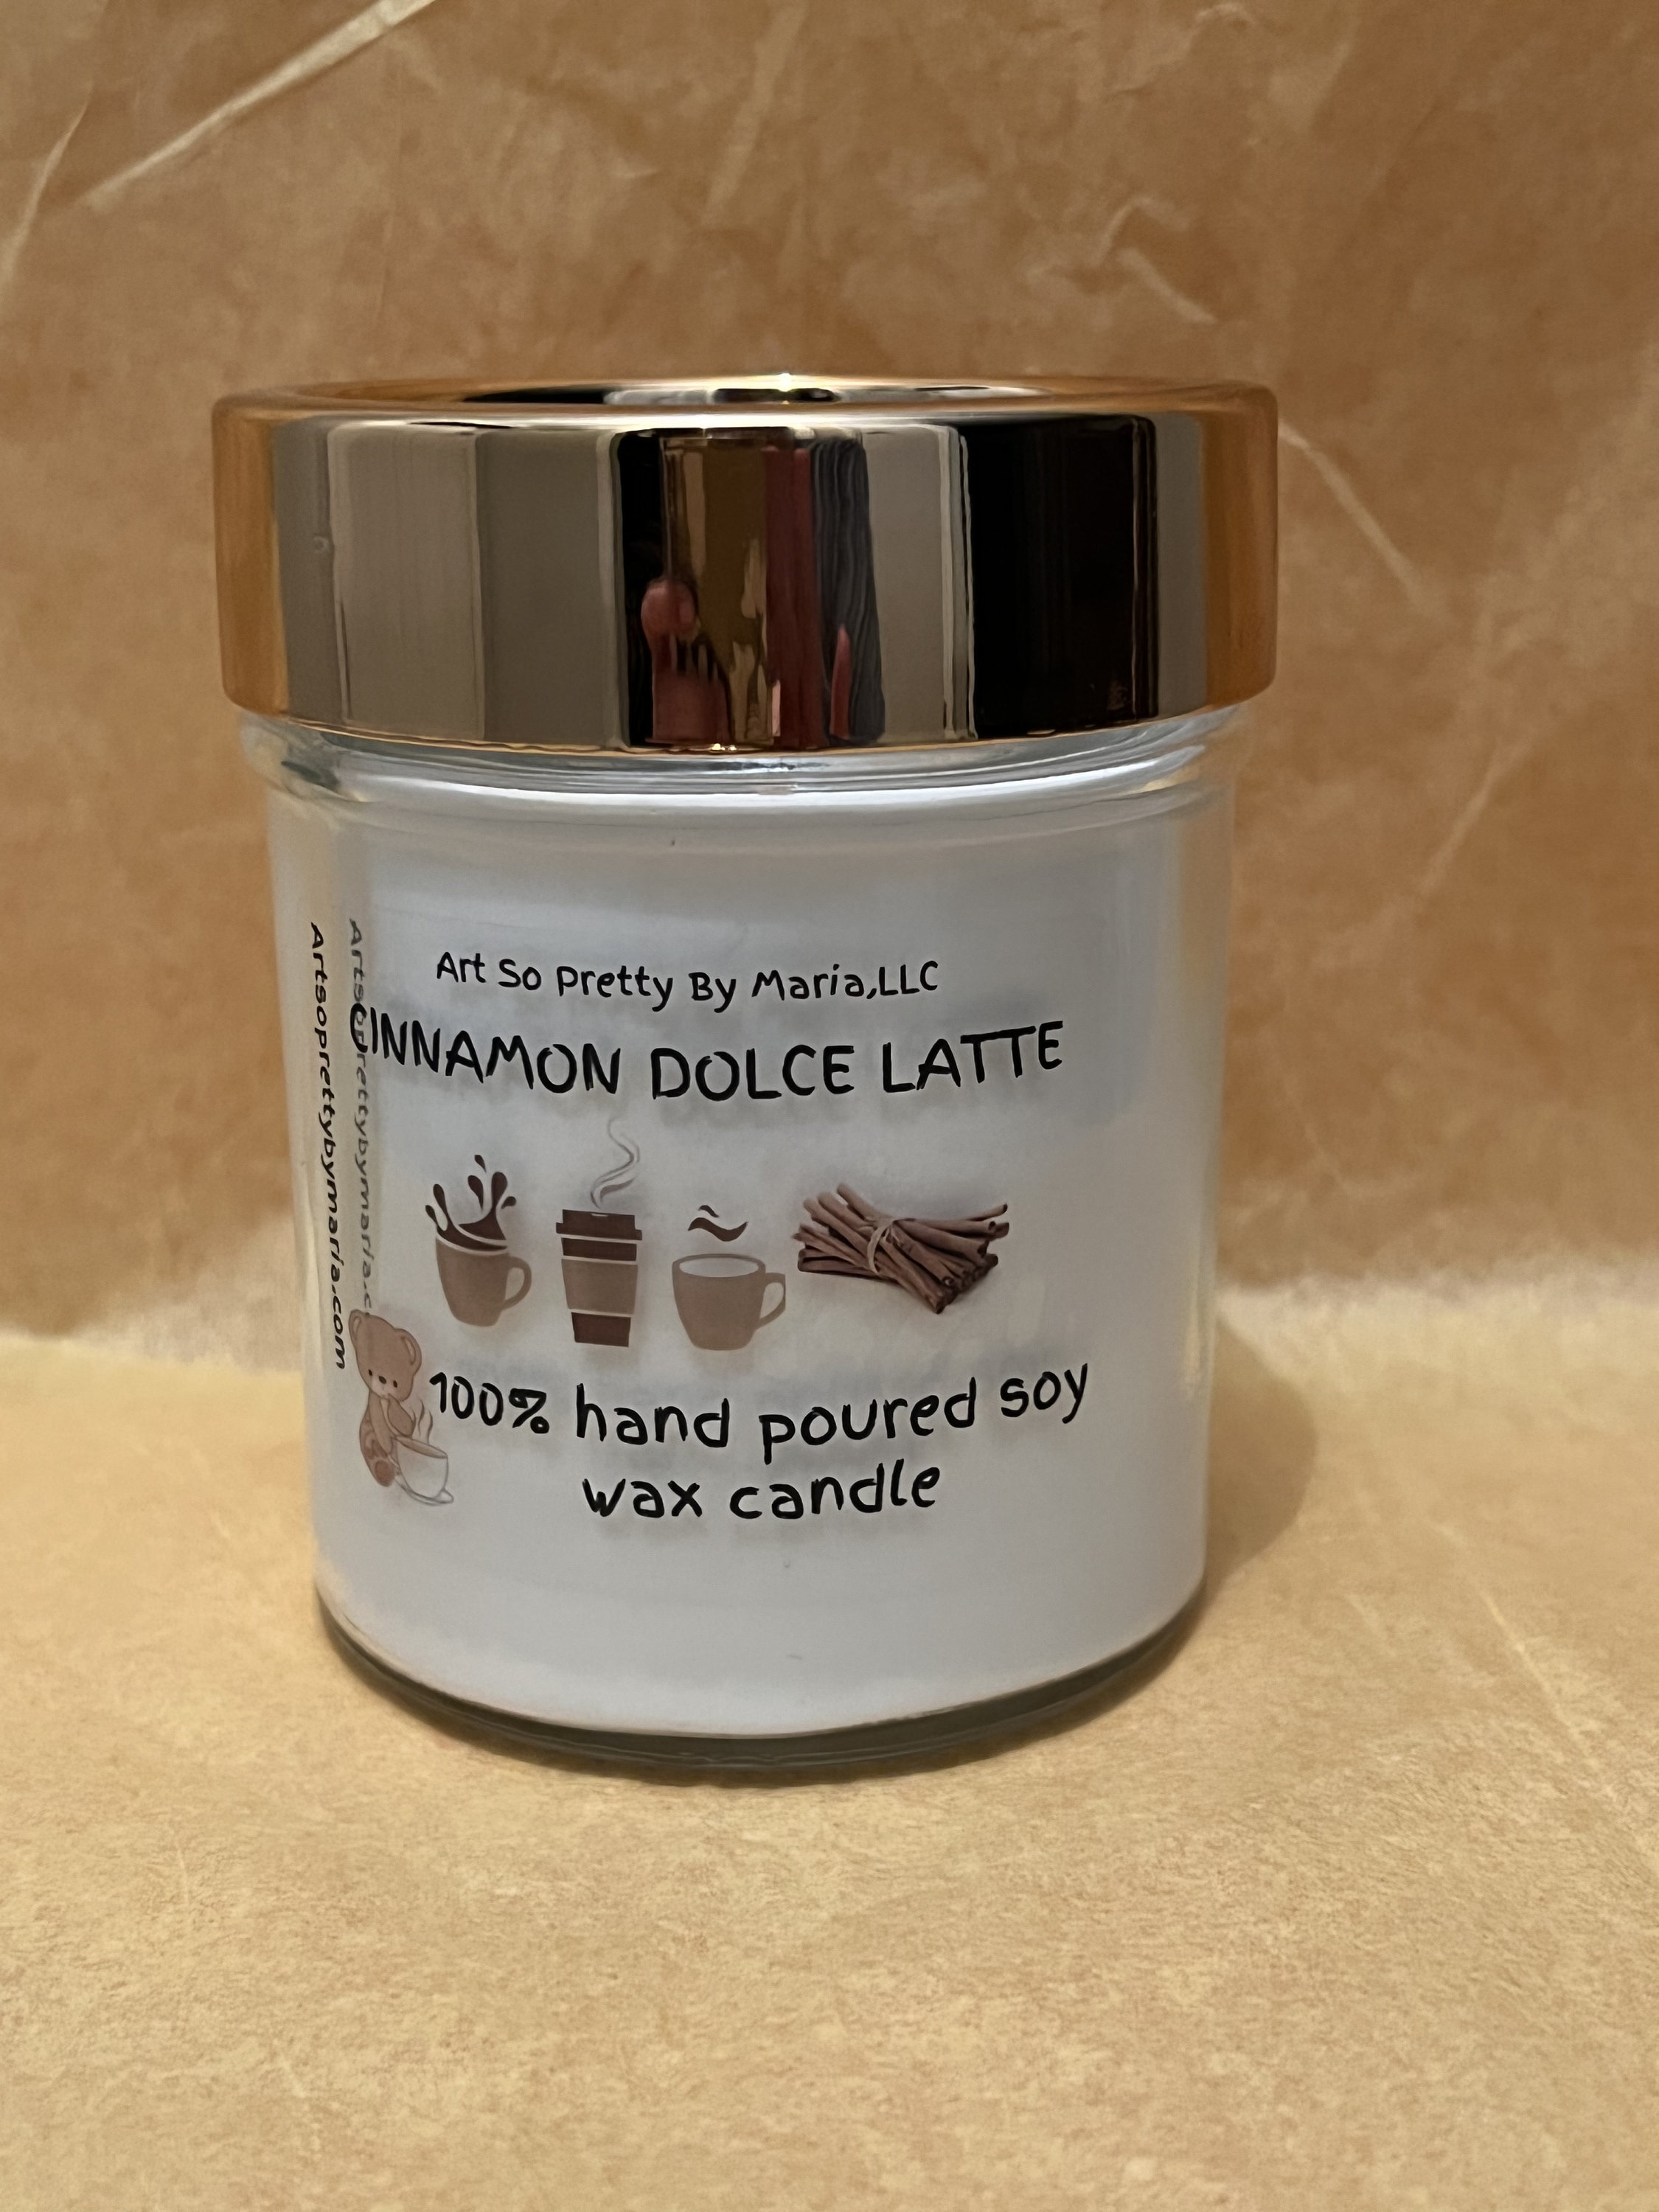 Art So Pretty By Maria,LLC
CINNAMON DOLCE LATTE
100% hand poured soy
wax candle
Artsoprettybymaria.com